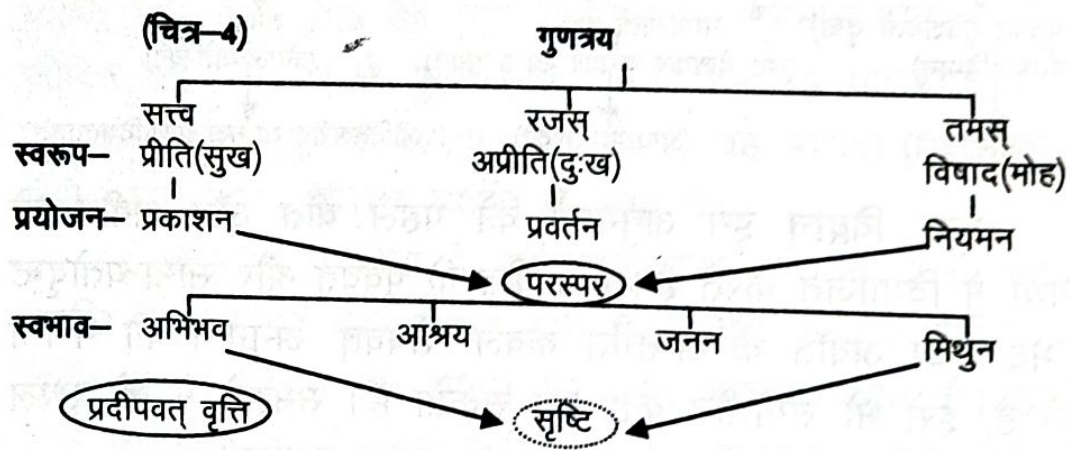 (चित्र–4) गुणत्रय
सत्त्व रजस् तमस्
स्वरूप– प्रीति(सुख) अप्रीति(दुःख) विषाद(मोह)
प्रयोजन– प्रकाशन प्रवर्तन नियमन
परस्पर
स्वभाव– अभिभव आश्रय जनन मिथुन
प्रदीपवत् वृत्ति सृष्टि